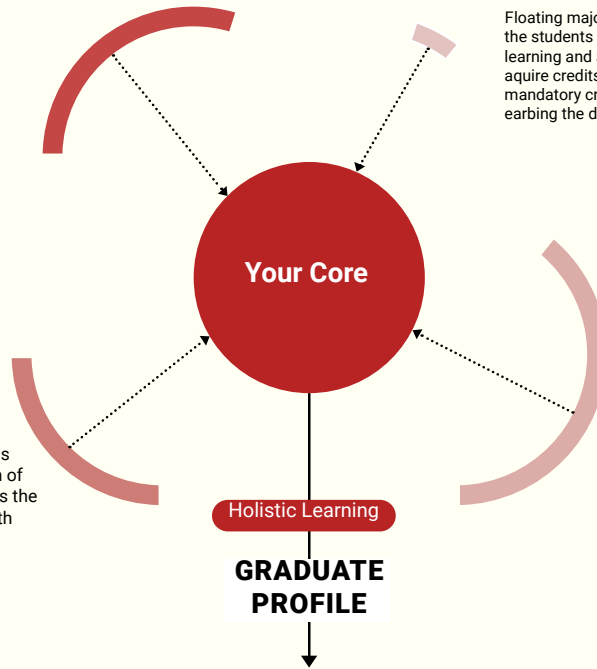 Floating majo
the students
learning and a
aquire credits
mandatory cr
earbing the d
Your Core
s
n of
s the
th
Holistic Learning
GRADUATE
PROFILE